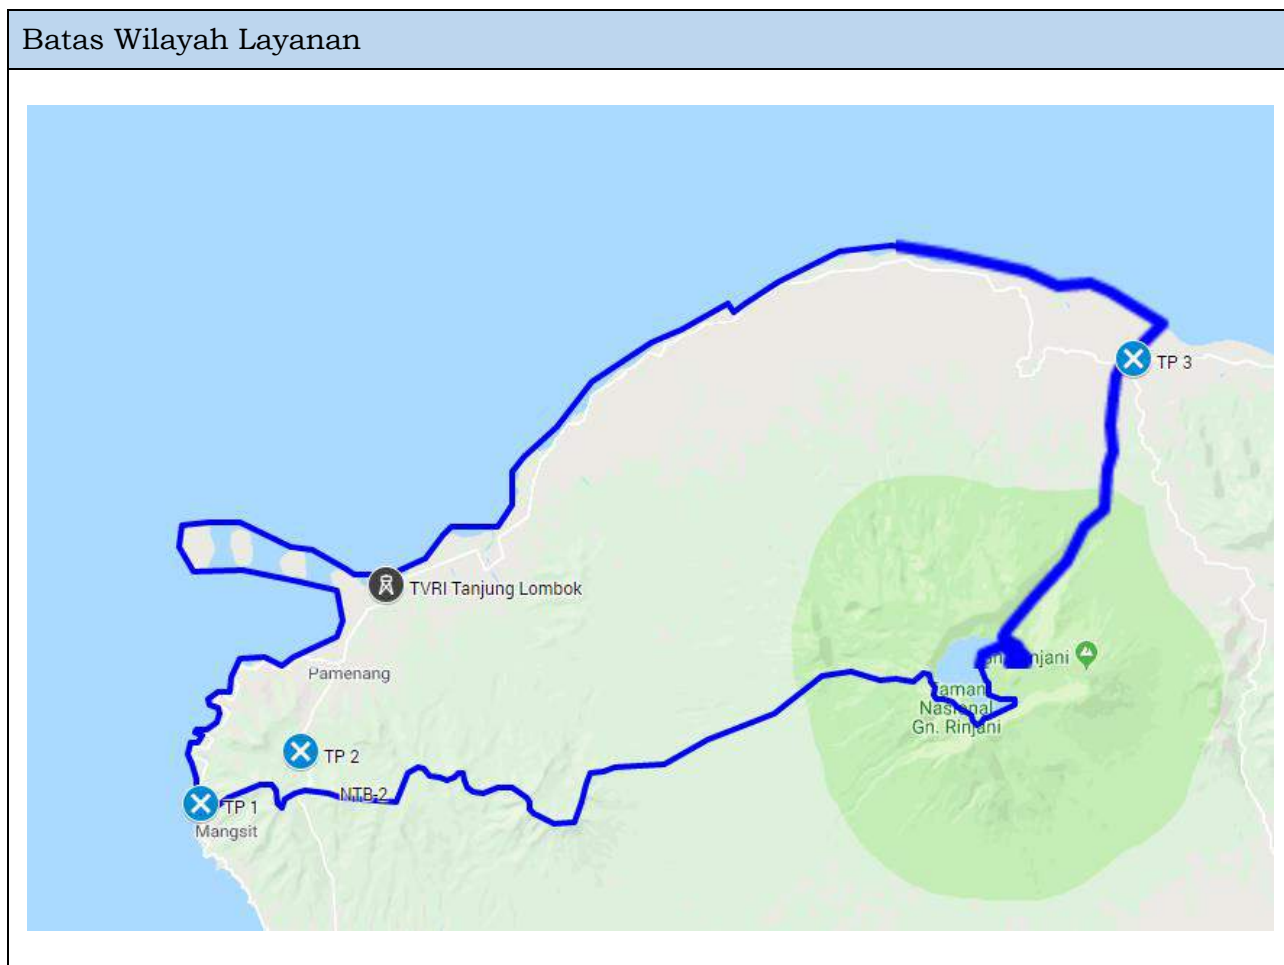 Batas Wilayah Layanan
TP 3
TVRI Tanjung Lombok
Pamenang
njani
Taman
Nasional
Gn. Rinjani
TP 2
NTB-2
TP 1
Mangsit